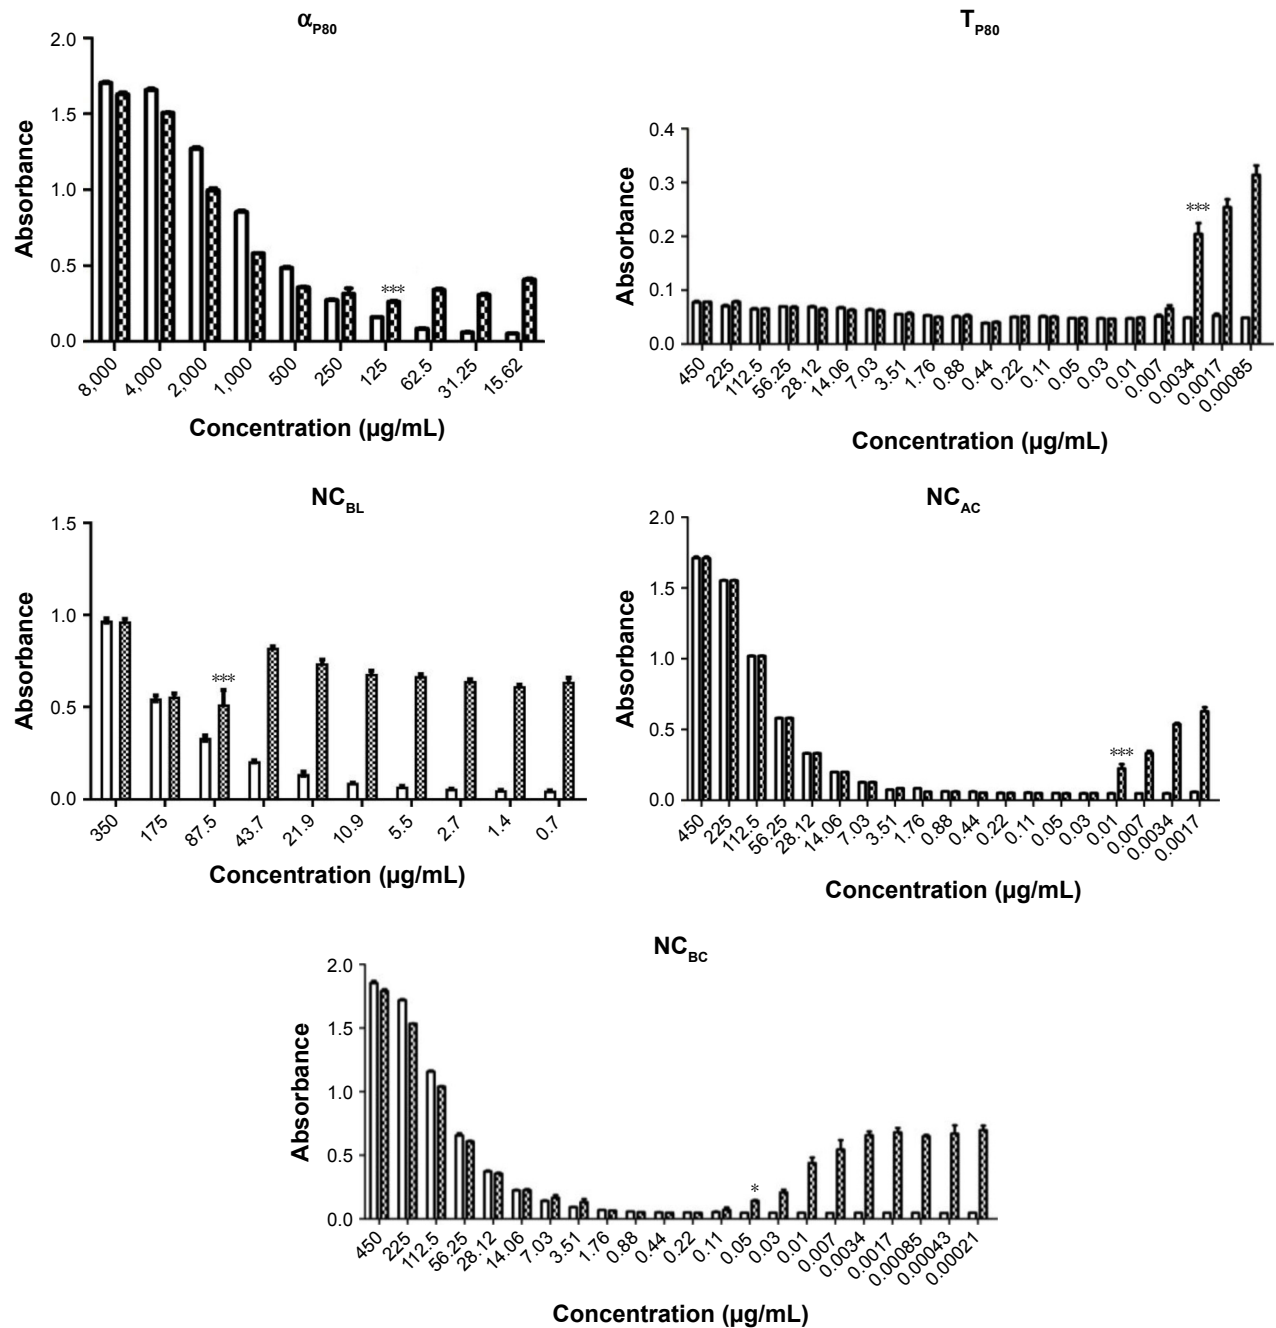 αP80
2.0
1.5
1.0
0.5
0.0
Absorbance
***
8,000 4,000 2,000 1,000 500 250 125 62.5 31.25 15.62
Concentration (µg/mL)
TP80
0.4
0.3
0.2
0.1
0.0
Absorbance
***
450 225 112.5 56.25 28.12 14.06 7.03 3.51 1.76 0.88 0.44 0.22 0.11 0.05 0.03 0.01 0.007 0.0034 0.0017 0.00085
Concentration (µg/mL)
NCBL
1.5
1.0
0.5
0.0
Absorbance
***
350 175 87.5 43.7 21.9 10.9 5.5 2.7 1.4 0.7
Concentration (µg/mL)
NCAC
2.0
1.5
1.0
0.5
0.0
Absorbance
***
450 225 112.5 56.25 28.12 14.06 7.03 3.51 1.76 0.88 0.44 0.22 0.11 0.05 0.03 0.01 0.007 0.0034 0.0017
Concentration (µg/mL)
NCBC
2.0
1.5
1.0
0.5
0.0
Absorbance
*
450 225 112.5 56.25 28.12 14.06 7.03 3.51 1.76 0.88 0.44 0.22 0.11 0.05 0.03 0.01 0.007 0.0034 0.0017 0.00085 0.00043 0.00021
Concentration (µg/mL)